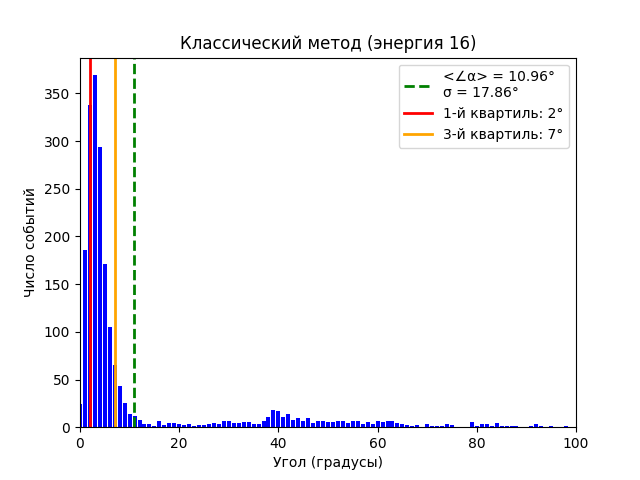 Классический метод (энергия 16)
<∠α> = 10.96°
σ = 17.86°
1-й квартиль: 2°
3-й квартиль: 7°
Число событий
350
300
250
200
150
100
50
0
0 20 40 60 80 100
Угол (градусы)